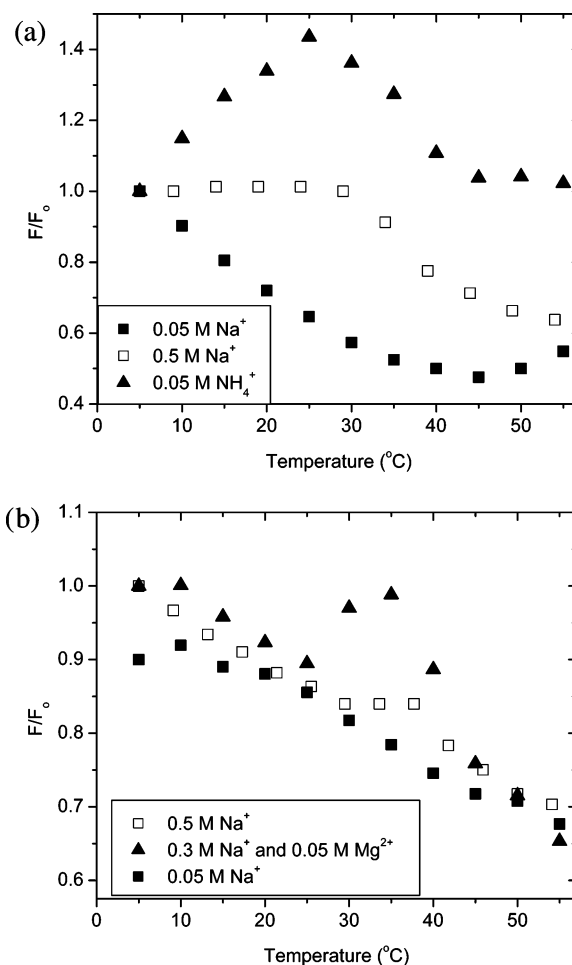 (a)
1.4
1.2
1.0
0.8
0.6
0.4
F/Fo
0.05 M Na+
0.5 M Na+
0.05 M NH4+
0 10 20 30 40 50
Temperature (oC)
(b)
1.1
1.0
0.9
0.8
0.7
0.6
F/Fo
0.5 M Na+
0.3 M Na+ and 0.05 M Mg2+
0.05 M Na+
0 10 20 30 40 50
Temperature (oC)